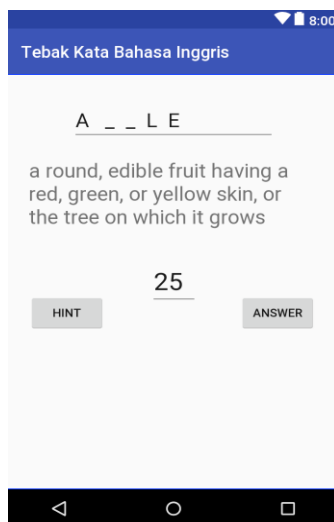 8:00
Tebak Kata Bahasa Inggris
A _ _ L E
a round, edible fruit having a
red, green, or yellow skin, or
the tree on which it grows
25
HINT ANSWER